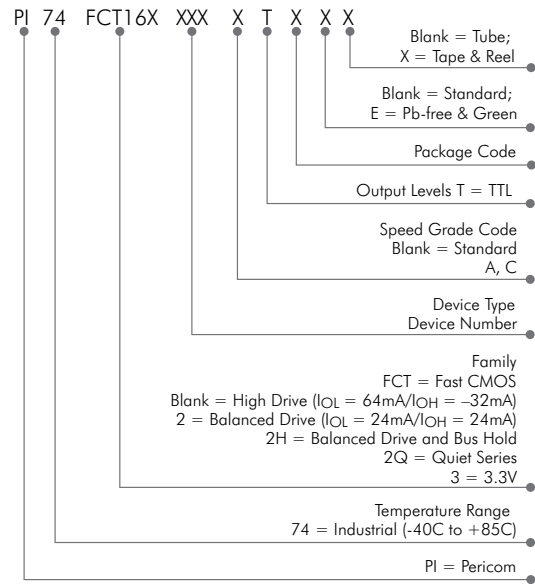 PI 74 FCT16X XXX X T X X X
Blank = Tube;
X = Tape & Reel
Blank = Standard;
E = Pb-free & Green
Package Code
Output Levels T = TTL
Speed Grade Code
Blank = Standard
A, C
Device Type
Device Number
Family
FCT = Fast CMOS
Blank = High Drive (IOL = 64mA/IOH = –32mA)
2 = Balanced Drive (IOL = 24mA/IOH = 24mA)
2H = Balanced Drive and Bus Hold
2Q = Quiet Series
3 = 3.3V
Temperature Range
74 = Industrial (-40C to +85C)
PI = Pericom